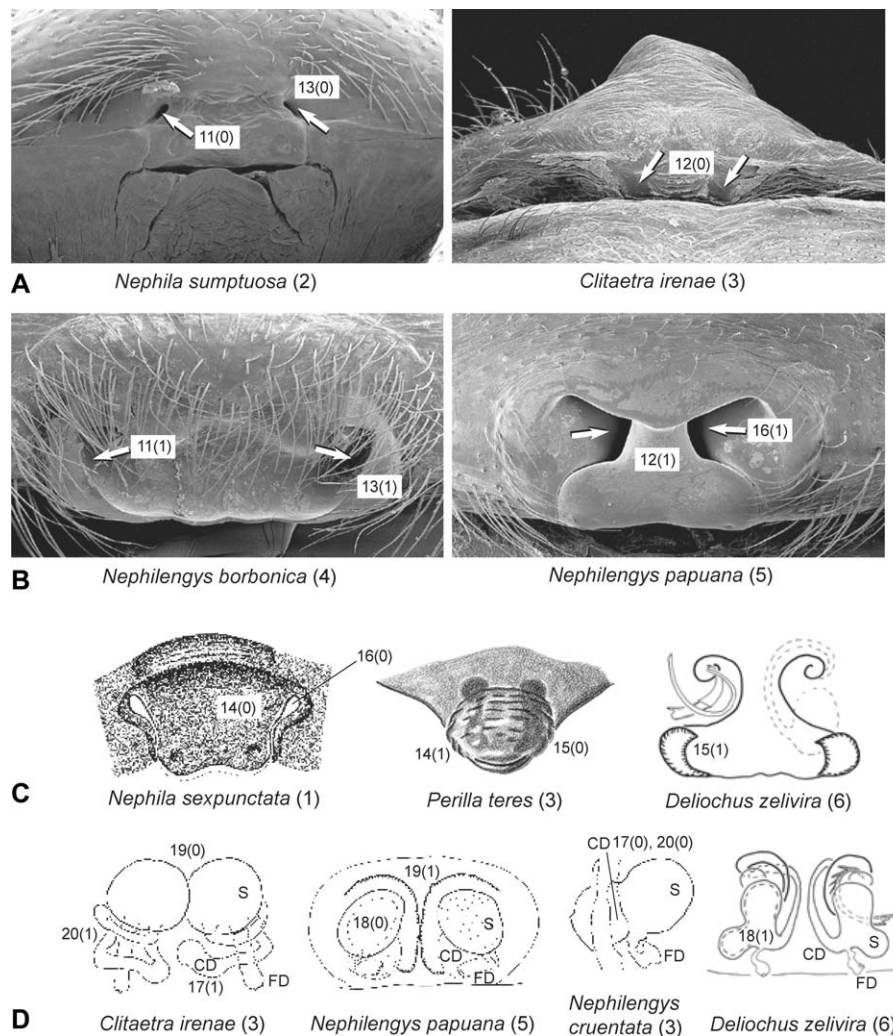 13(0)
11(0)
12(0)
A
Nephila sumptuosa (2)
Clitaetra irenae (3)
11(1)
13(1)
16(1)
12(1)
B
Nephilengys borbonica (4)
Nephilengys papuana (5)
16(0)
14(0)
14(1)
15(0)
15(1)
C
Nephila sexpunctata (1)
Perilla teres (3)
Deliochus zelivira (6)
19(0)
S
20(1)
CD
17(1)
FD
19(1)
18(0)
S
CD
FD
CD 17(0), 20(0)
S
FD
18(1)
CD
S
FD
D
Clitaetra irenae (3)
Nephilengys papuana (5)
Nephilengys
cruentata (3)
Deliochus zelivira (6)